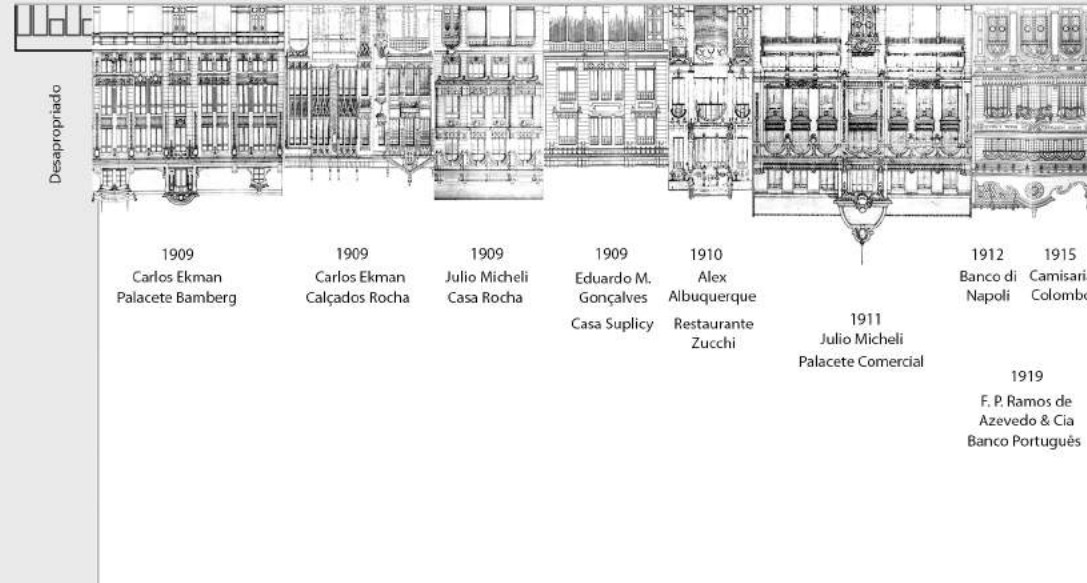 Desapropriado
1909
Carlos Ekman
Palacete Bamberg
1909
Carlos Ekman
Calçados Rocha
1909
Julio Micheli
Casa Rocha
1909
Eduardo M.
Gonçalves
Casa Suplicy
1910
Alex
Albuquerque
Restaurante
Zucchi
1911
Julio Micheli
Palacete Comercial
1912
Banco di
Napoli
1915
Camisaria
Colombo
1919
F. P. Ramos de
Azevedo & Cia
Banco Português